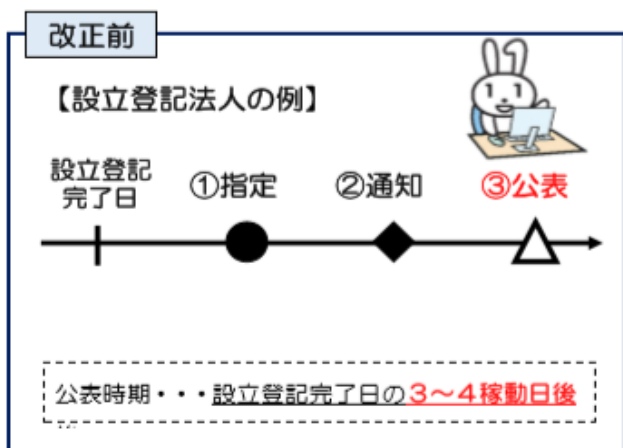 改正前
【設立登記法人の例】
設立登記
完了日
①指定
②通知
③公表
公表時期・・・設立登記完了日の3～4稼動日後